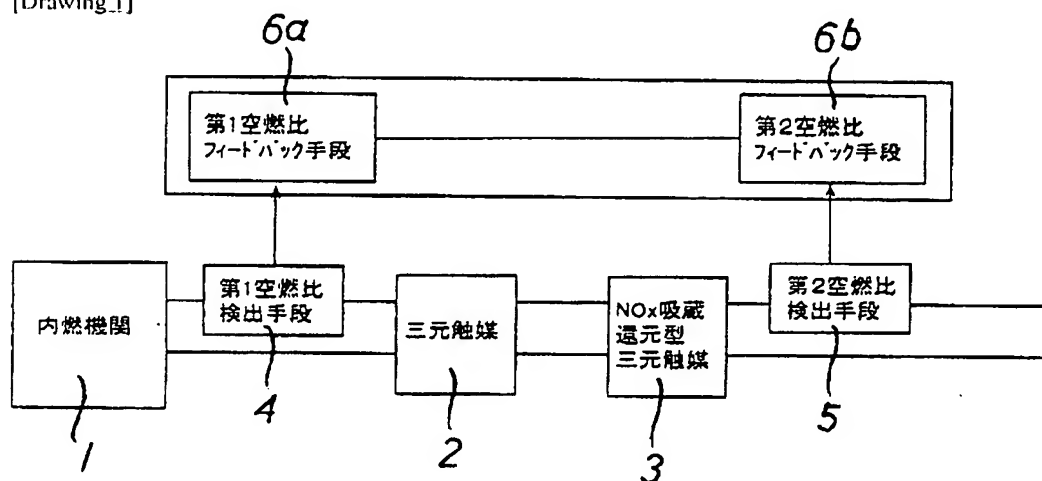 [Drawing_1]
6a
6b
第1空燃比
フィードバック手段
第2空燃比
フィードバック手段
内燃機関
第1空燃比
検出手段
三元触媒
NOx吸蔵
還元型
三元触媒
第2空燃比
検出手段
1
4
2
3
5